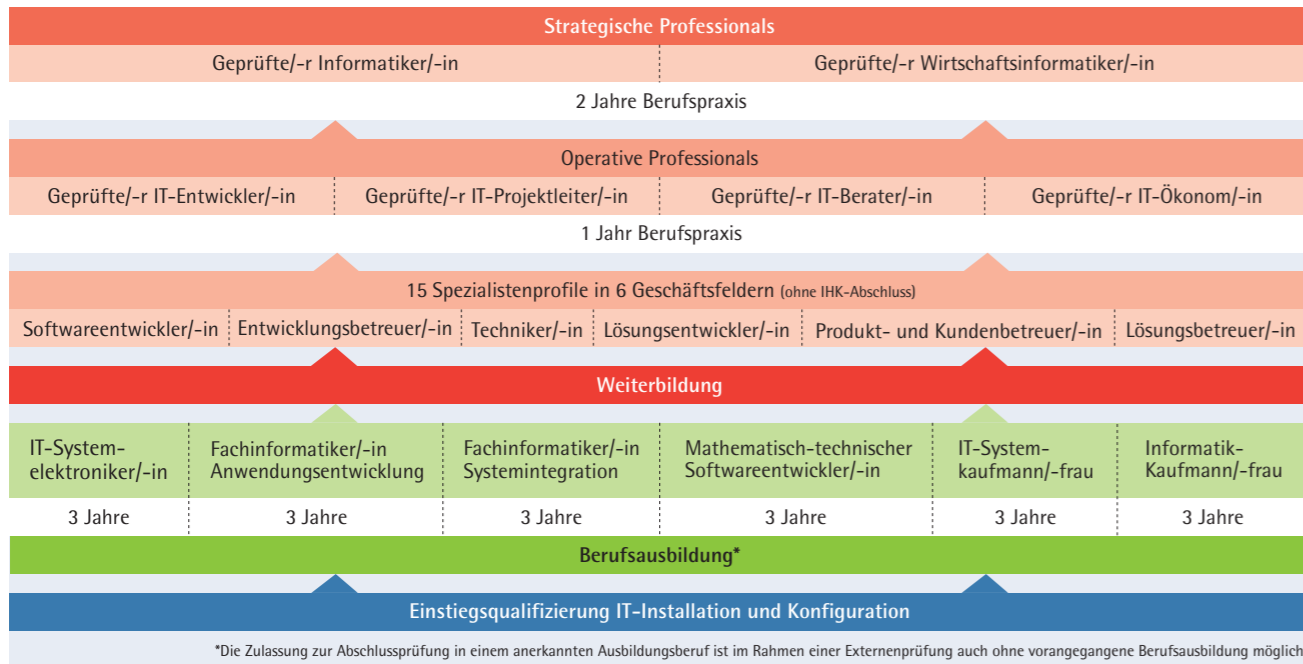 Strategische Professionals
Geprüfte/-r Informatiker/-in
Geprüfte/-r Wirtschaftsinformatiker/-in
2 Jahre Berufspraxis
Operative Professionals
Geprüfte/-r IT-Entwickler/-in
Geprüfte/-r IT-Projektleiter/-in
Geprüfte/-r IT-Berater/-in
Geprüfte/-r IT-Ökonom/-in
1 Jahr Berufspraxis
15 Spezialistenprofile in 6 Geschäftsfeldern (ohne IHK-Abschluss)
Softwareentwickler/-in
Entwicklungsbetreuer/-in
Techniker/-in
Lösungsentwickler/-in
Produkt- und Kundenbetreuer/-in
Lösungsbetreuer/-in
Weiterbildung
IT-System-
elektroniker/-in
Fachinformatiker/-in
Anwendungsentwicklung
Fachinformatiker/-in
Systemintegration
Mathematisch-technischer
Softwareentwickler/-in
IT-System-
kaufmann/-frau
Informatik-
Kaufmann/-frau
3 Jahre
3 Jahre
3 Jahre
3 Jahre
3 Jahre
3 Jahre
Berufsausbildung*
Einstiegsqualifizierung IT-Installation und Konfiguration
*Die Zulassung zur Abschlussprüfung in einem anerkannten Ausbildungsberuf ist im Rahmen einer Externenprüfung auch ohne vorangegangene Berufsausbildung möglich